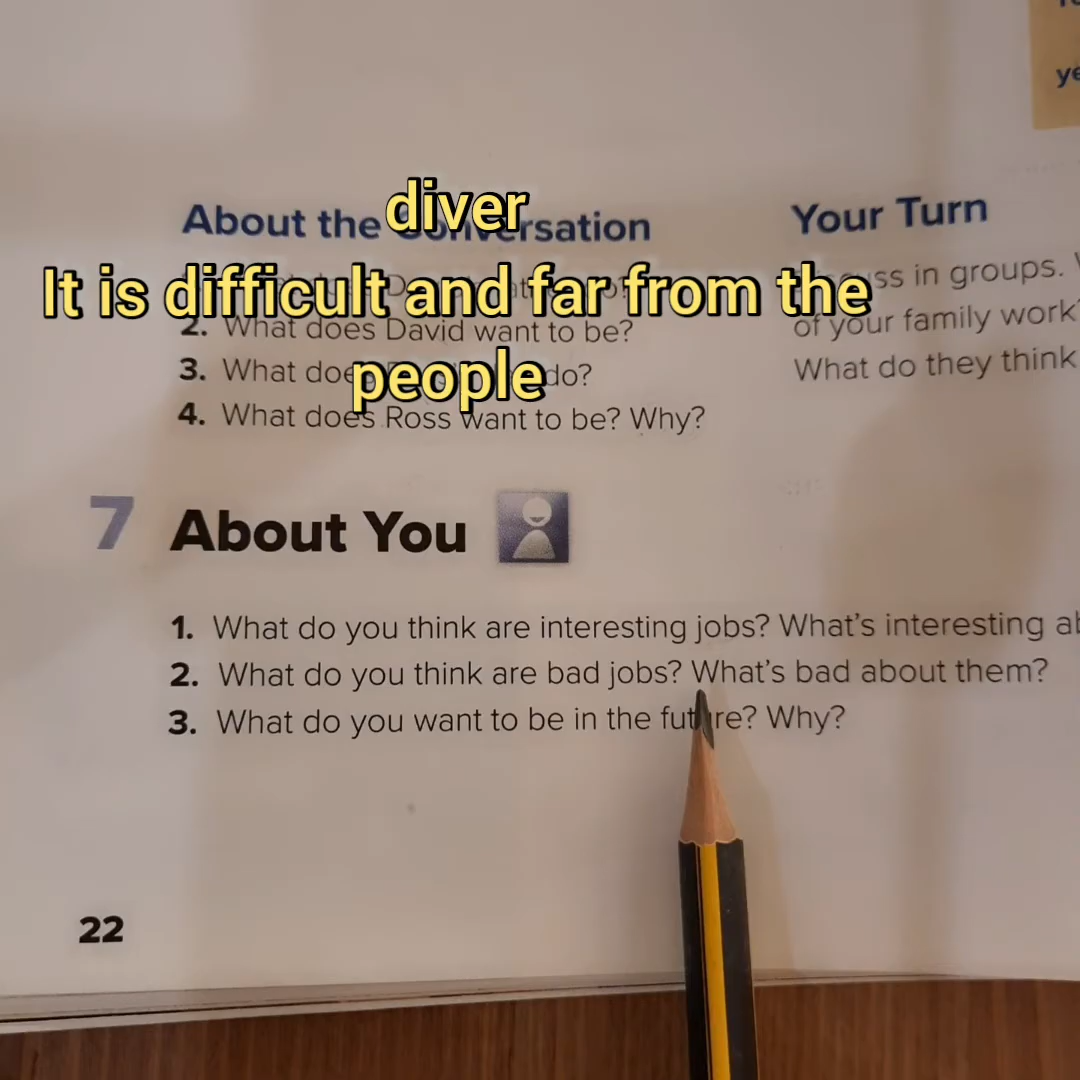 ye
diver
About the Conversation
It is difficult and far from the
people
2. What does David want to be?
3. What does do?
4. What does Ross want to be? Why?
Your Turn
in groups.
of your family work
What do they think
7 About You
1. What do you think are interesting jobs? What's interesting
2. What do you think are bad jobs? What's bad about them?
3. What do you want to be in the future? Why?
22